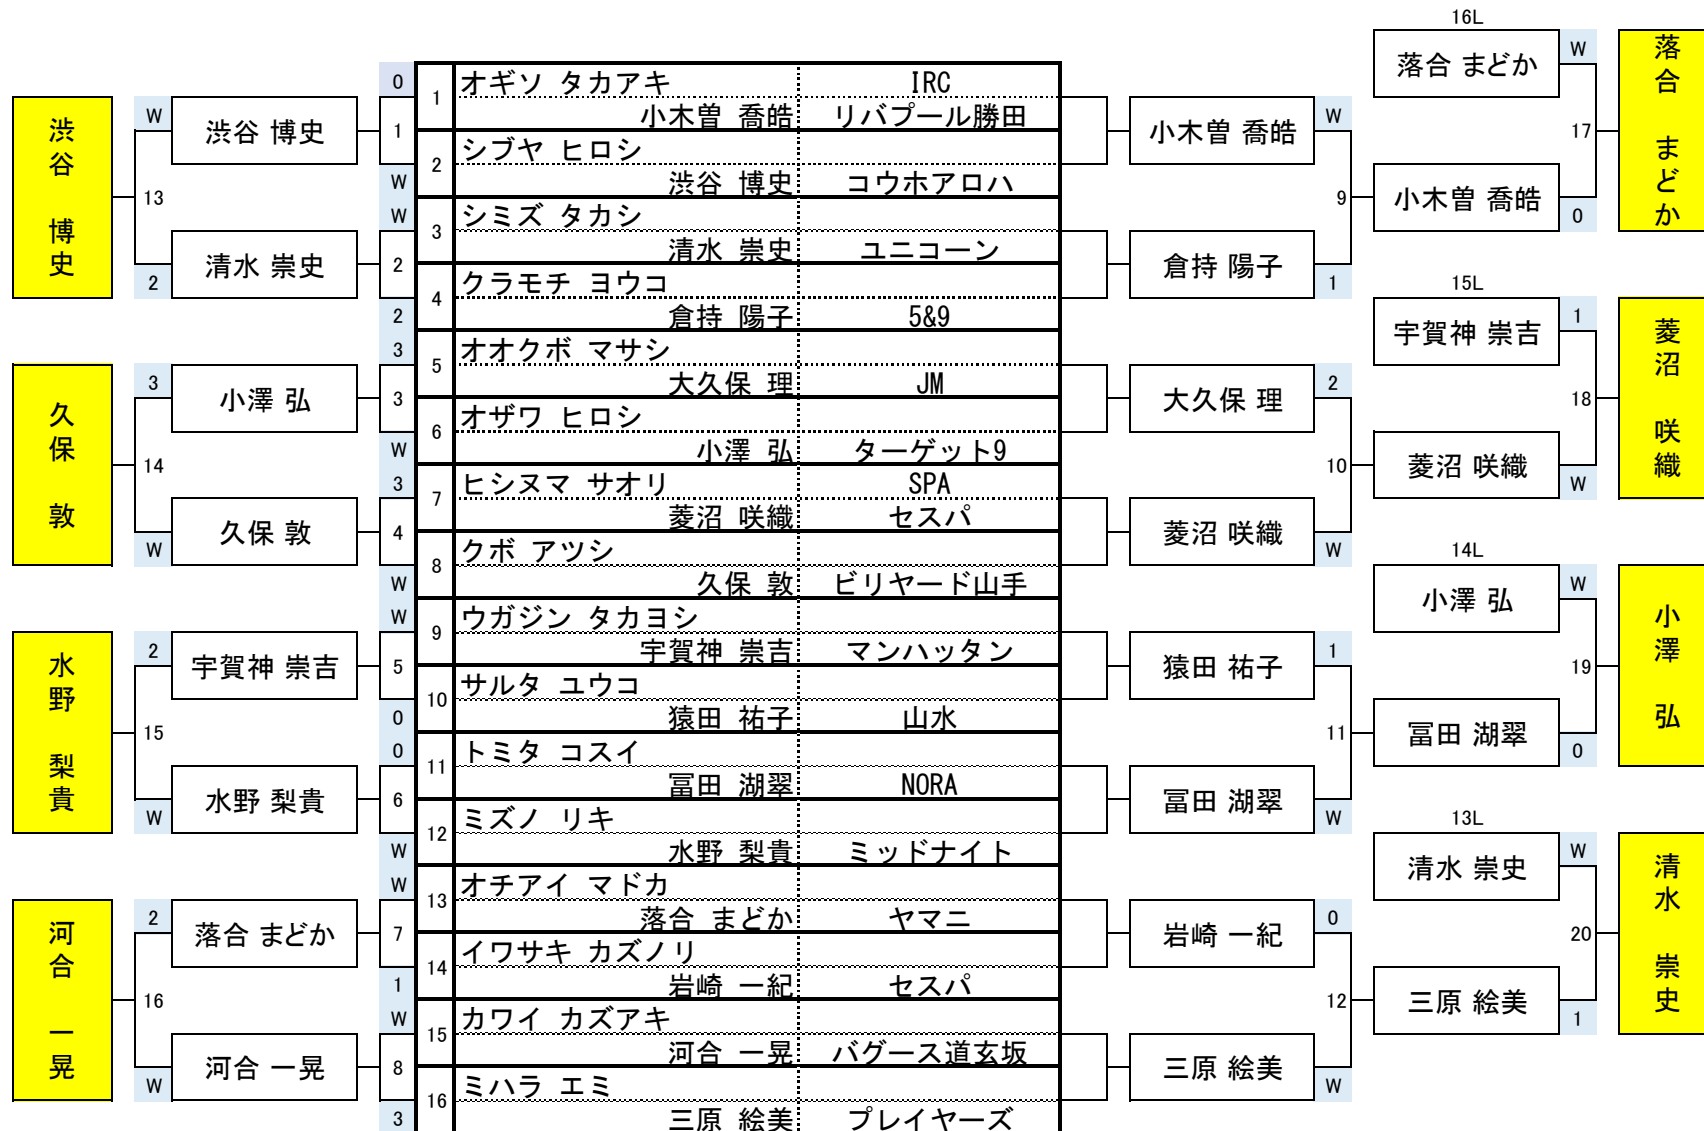 渋谷 博史
久保 敦
水野 梨貴
河合 一晃
W
渋谷 博史
13
2
清水 崇史
3
小澤 弘
14
W
久保 敦
2
宇賀神 崇吉
15
W
水野 梨貴
2
落合 まどか
16
W
河合 一晃
0
1
W
W
2
2
3
3
W
3
4
W
W
5
0
0
6
W
W
7
1
W
8
3
1 オギソ タカアキ IRC
小木曽 喬皓 リバプール勝田
2 シブヤ ヒロシ
渋谷 博史 コウホアロハ
3 シミズ タカシ
清水 崇史 ユニコーン
4 クラモチ ヨウコ
倉持 陽子 5&9
5 オオクボ マサシ
大久保 理 JM
6 オザワ ヒロシ
小澤 弘 ターゲット9
7 ヒシヌマ サオリ SPA
菱沼 咲織 セスパ
8 クボ アツシ
久保 敦 ビリヤード山手
9 ウガジン タカヨシ
宇賀神 崇吉 マンハッタン
10 サルタ ユウコ
猿田 祐子 山水
11 トミタ コスイ
冨田 湖翠 NORA
12 ミズノ リキ
水野 梨貴 ミッドナイト
13 オチアイ マドカ
落合 まどか ヤマニ
14 イワサキ カズノリ
岩崎 一紀 セスパ
15 カワイ カズアキ
河合 一晃 バグース道玄坂
16 ミハラ エミ
三原 絵美 プレイヤーズ
小木曽 喬皓
W
9
倉持 陽子
1
大久保 理
2
10
菱沼 咲織
W
猿田 祐子
1
11
冨田 湖翠
W
岩崎 一紀
0
12
三原 絵美
W
16L
落合 まどか
W
17
小木曽 喬皓
0
15L
宇賀神 崇吉
1
18
菱沼 咲織
W
14L
小澤 弘
W
19
冨田 湖翠
0
13L
清水 崇史
W
20
三原 絵美
1
落合 まどか
菱沼 咲織
小澤 弘
清水 崇史